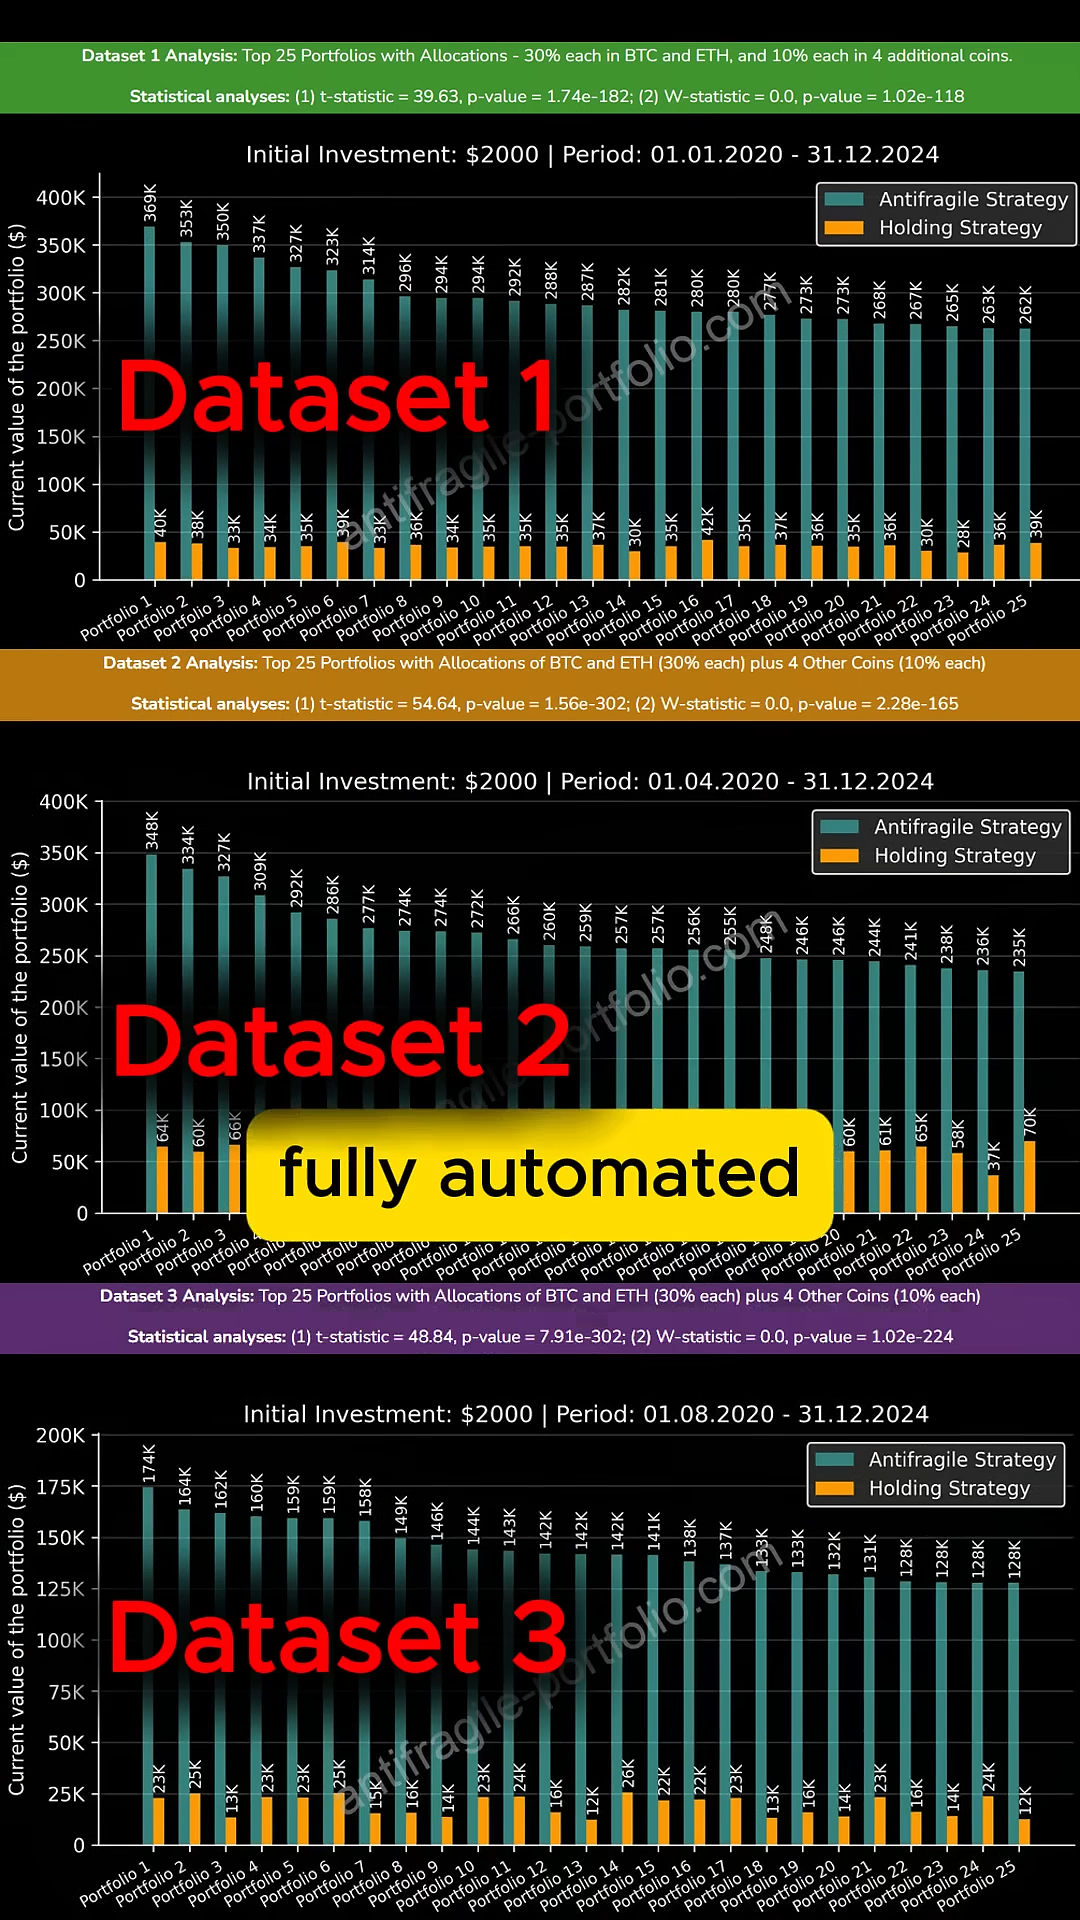 Dataset 1 Analysis: Top 25 Portfolios with Allocations - 30% each in BTC and ETH, and 10% each in 4 additional coins.
Statistical analyses: (1) t-statistic = 39.63, p-value = 1.74e-182; (2) W-statistic = 0.0, p-value = 1.02e-118
Initial Investment: $2000 | Period: 01.01.2020 - 31.12.2024
Antifragile Strategy
Holding Strategy
Current value of the portfolio ($)
400K
350K
300K
250K
200K
150K
100K
50K
0
369K 353K 350K 337K 327K 323K 314K 296K 294K 294K 292K 288K 287K 282K 281K 280K 280K 277K 273K 273K 268K 267K 265K 263K 262K
40K 38K 33K 34K 35K 39K 33K 36K 34K 35K 35K 35K 37K 30K 35K 42K 35K 37K 36K 35K 36K 30K 28K 36K 39K
Dataset 1
antifragile-portfolio.com
Portfolio 1 Portfolio 2 Portfolio 3 Portfolio 4 Portfolio 5 Portfolio 6 Portfolio 7 Portfolio 8 Portfolio 9 Portfolio 10 Portfolio 11 Portfolio 12 Portfolio 13 Portfolio 14 Portfolio 15 Portfolio 16 Portfolio 17 Portfolio 18 Portfolio 19 Portfolio 20 Portfolio 21 Portfolio 22 Portfolio 23 Portfolio 24 Portfolio 25
Dataset 2 Analysis: Top 25 Portfolios with Allocations of BTC and ETH (30% each) plus 4 Other Coins (10% each)
Statistical analyses: (1) t-statistic = 54.64, p-value = 1.56e-302; (2) W-statistic = 0.0, p-value = 2.28e-165
Initial Investment: $2000 | Period: 01.04.2020 - 31.12.2024
Antifragile Strategy
Holding Strategy
Current value of the portfolio ($)
400K
350K
300K
250K
200K
150K
100K
50K
0
348K 334K 327K 309K 292K 286K 277K 274K 274K 272K 266K 260K 259K 257K 257K 256K 255K 248K 246K 246K 244K 241K 238K 236K 235K
64K 60K 66K 60K 61K 65K 58K 37K 70K
Dataset 2
fully automated
Portfolio 1 Portfolio 2 Portfolio 3 Portfolio 21 Portfolio 22 Portfolio 23 Portfolio 24 Portfolio 25
Dataset 3 Analysis: Top 25 Portfolios with Allocations of BTC and ETH (30% each) plus 4 Other Coins (10% each)
Statistical analyses: (1) t-statistic = 48.84, p-value = 7.91e-302; (2) W-statistic = 0.0, p-value = 1.02e-224
Initial Investment: $2000 | Period: 01.08.2020 - 31.12.2024
Antifragile Strategy
Holding Strategy
Current value of the portfolio ($)
200K
175K
150K
125K
100K
75K
50K
25K
0
174K 164K 162K 160K 159K 159K 158K 149K 146K 144K 143K 142K 142K 142K 141K 138K 137K 133K 133K 132K 131K 128K 128K 128K 128K
23K 25K 13K 23K 23K 25K 15K 16K 14K 23K 24K 16K 12K 26K 22K 22K 23K 13K 16K 14K 23K 16K 14K 24K 12K
Dataset 3
antifragile-portfolio.com
Portfolio 1 Portfolio 2 Portfolio 3 Portfolio 4 Portfolio 5 Portfolio 6 Portfolio 7 Portfolio 8 Portfolio 9 Portfolio 10 Portfolio 11 Portfolio 12 Portfolio 13 Portfolio 14 Portfolio 15 Portfolio 16 Portfolio 17 Portfolio 18 Portfolio 19 Portfolio 20 Portfolio 21 Portfolio 22 Portfolio 23 Portfolio 24 Portfolio 25